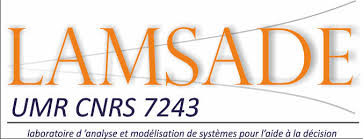 LAMSADE
UMR CNRS 7243
laboratoire d'analyse et modélisation de systèmes pour l'aide à la décision